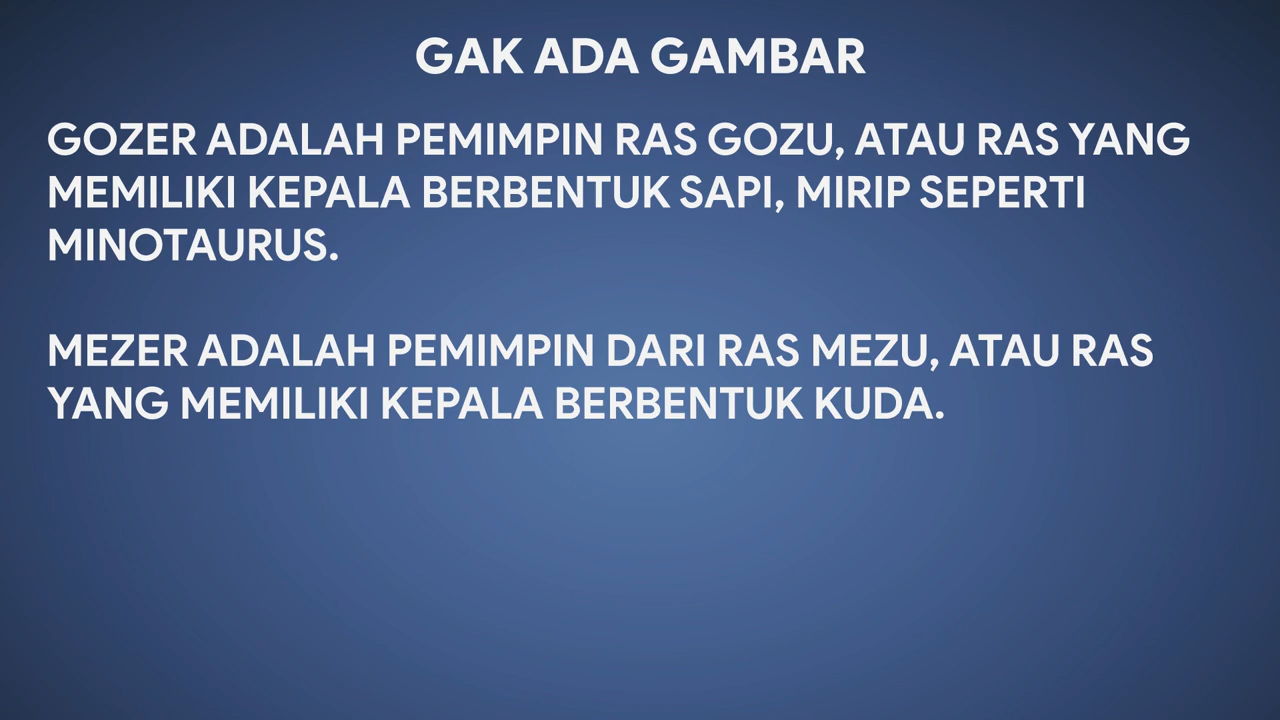 GAK ADA GAMBAR
GOZER ADALAH PEMIMPIN RAS GOZU, ATAU RAS YANG
MEMILIKI KEPALA BERBENTUK SAPI, MIRIP SEPERTI
MINOTAURUS.
MEZER ADALAH PEMIMPIN DARI RAS MEZU, ATAU RAS
YANG MEMILIKI KEPALA BERBENTUK KUDA.